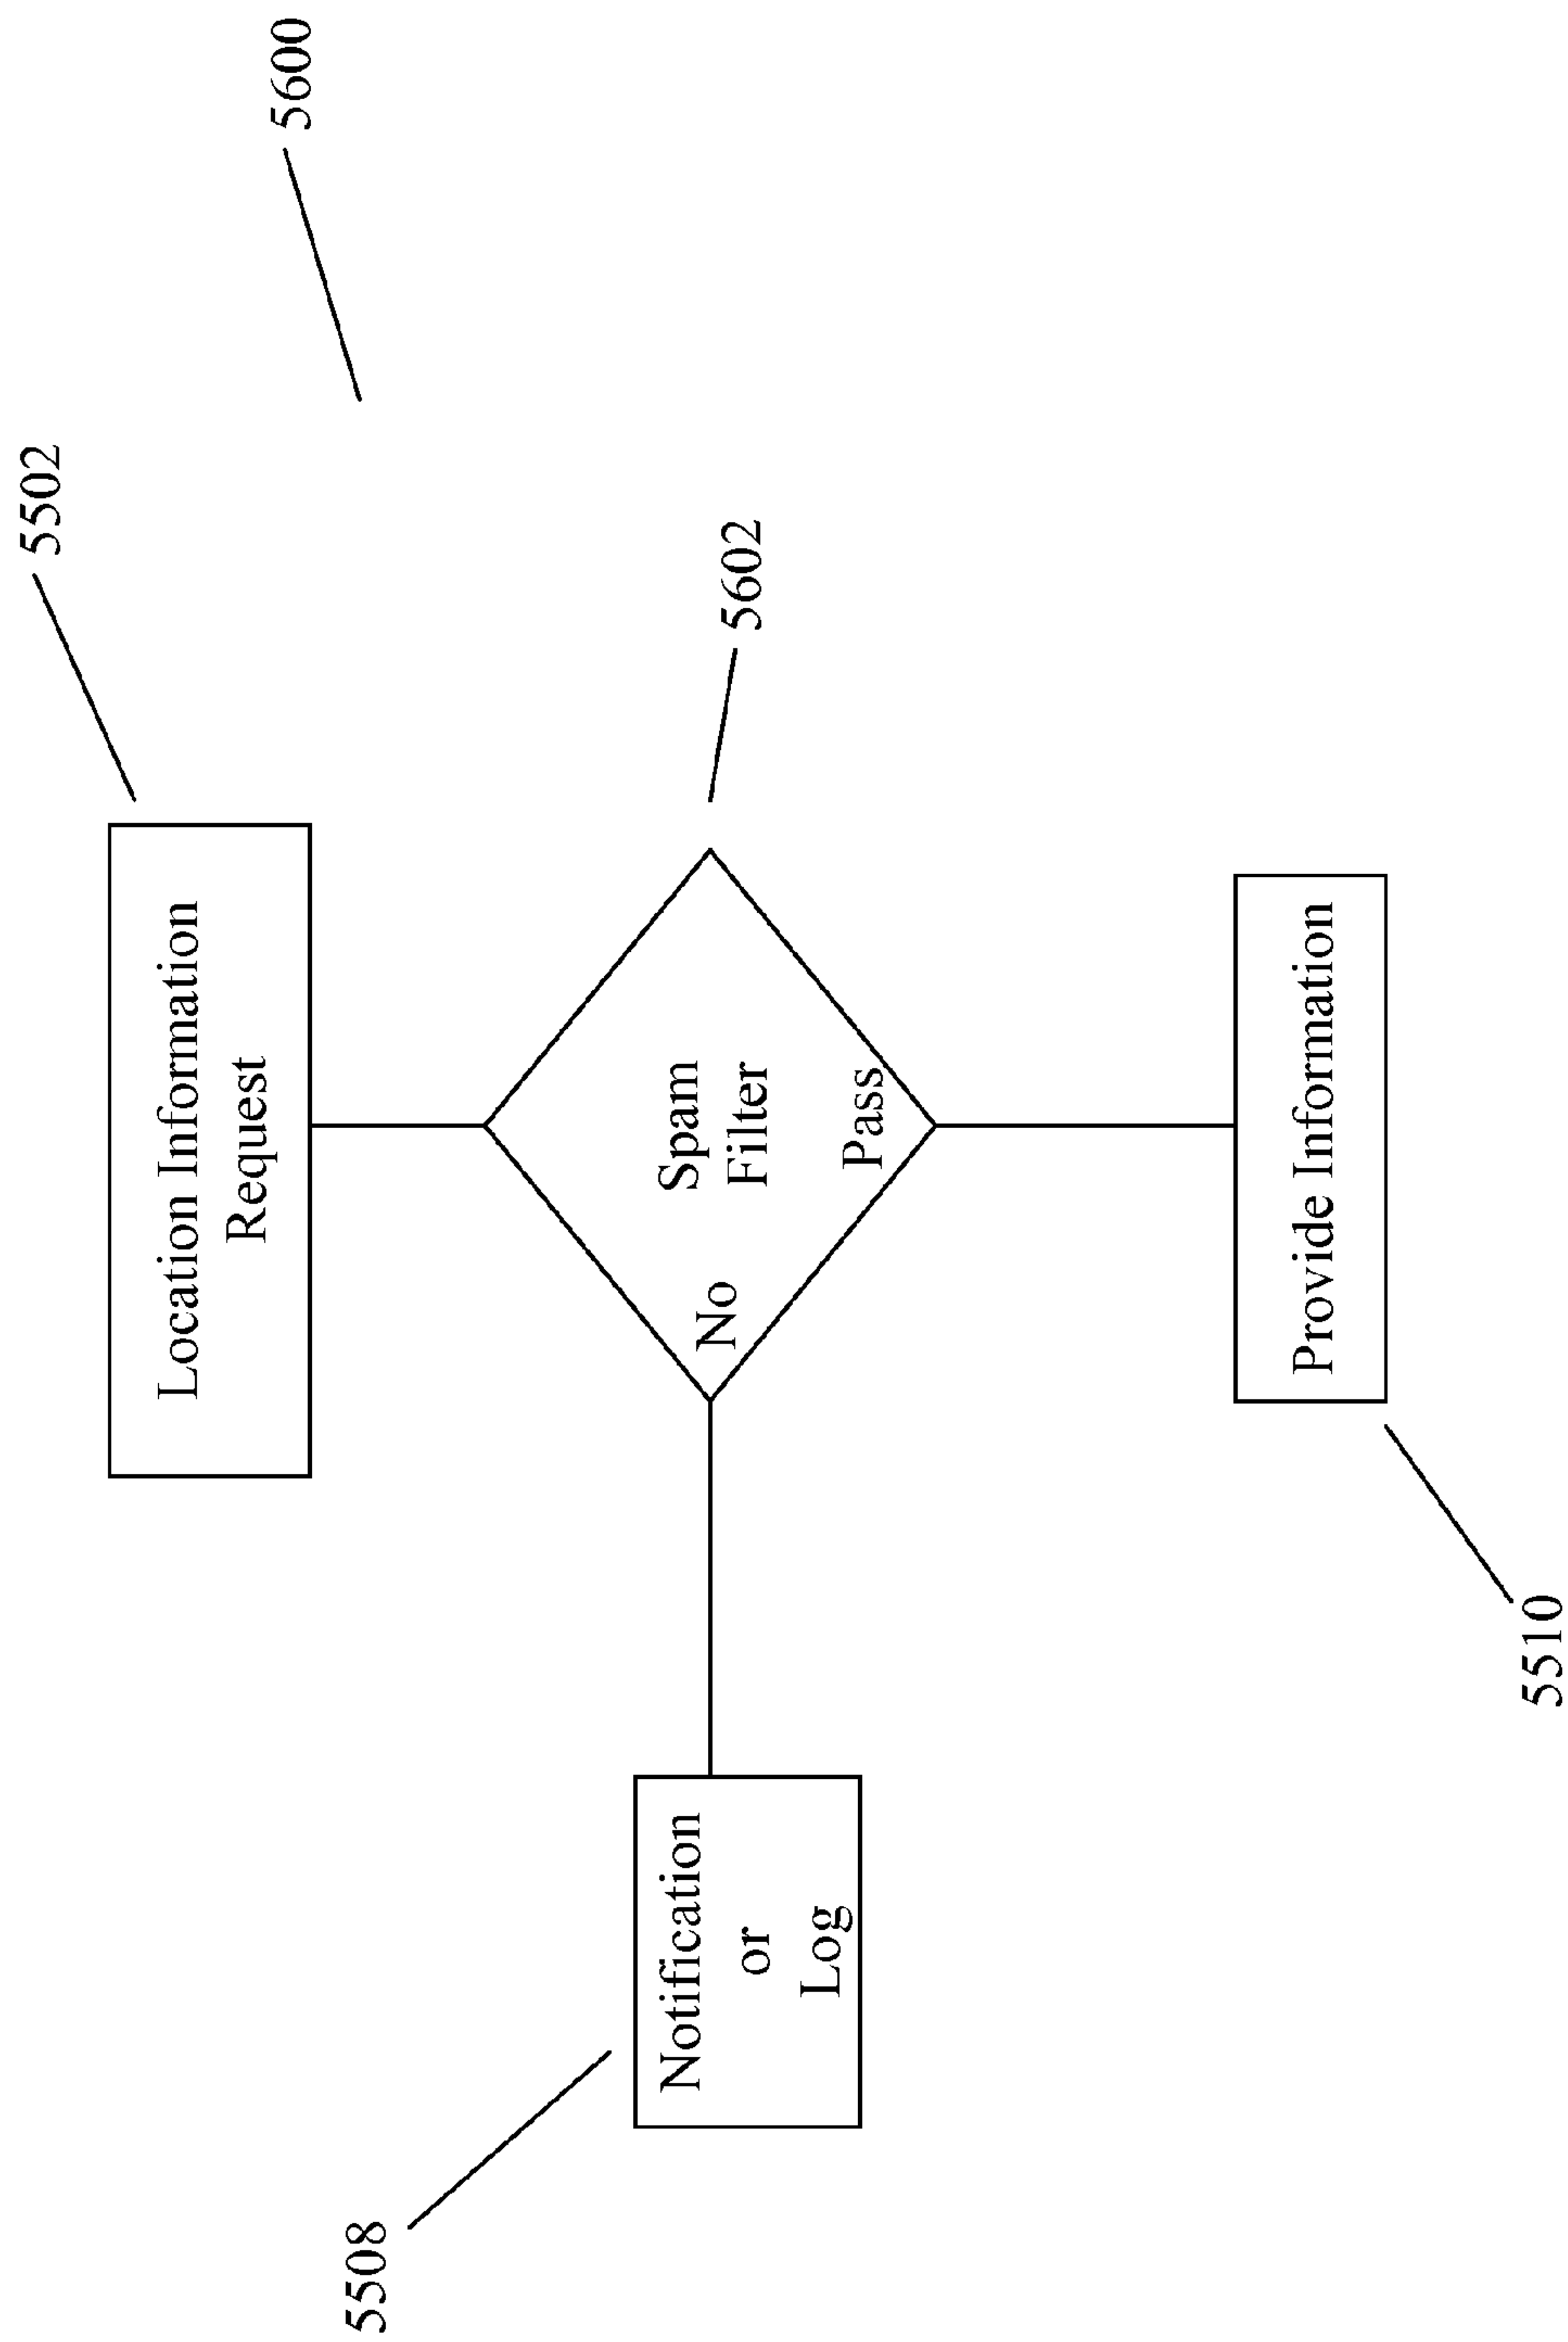 5600
5502
Location Information
Request
5602
Spam
Filter
No
Pass
Notification
or
Log
5508
Provide Information
5510